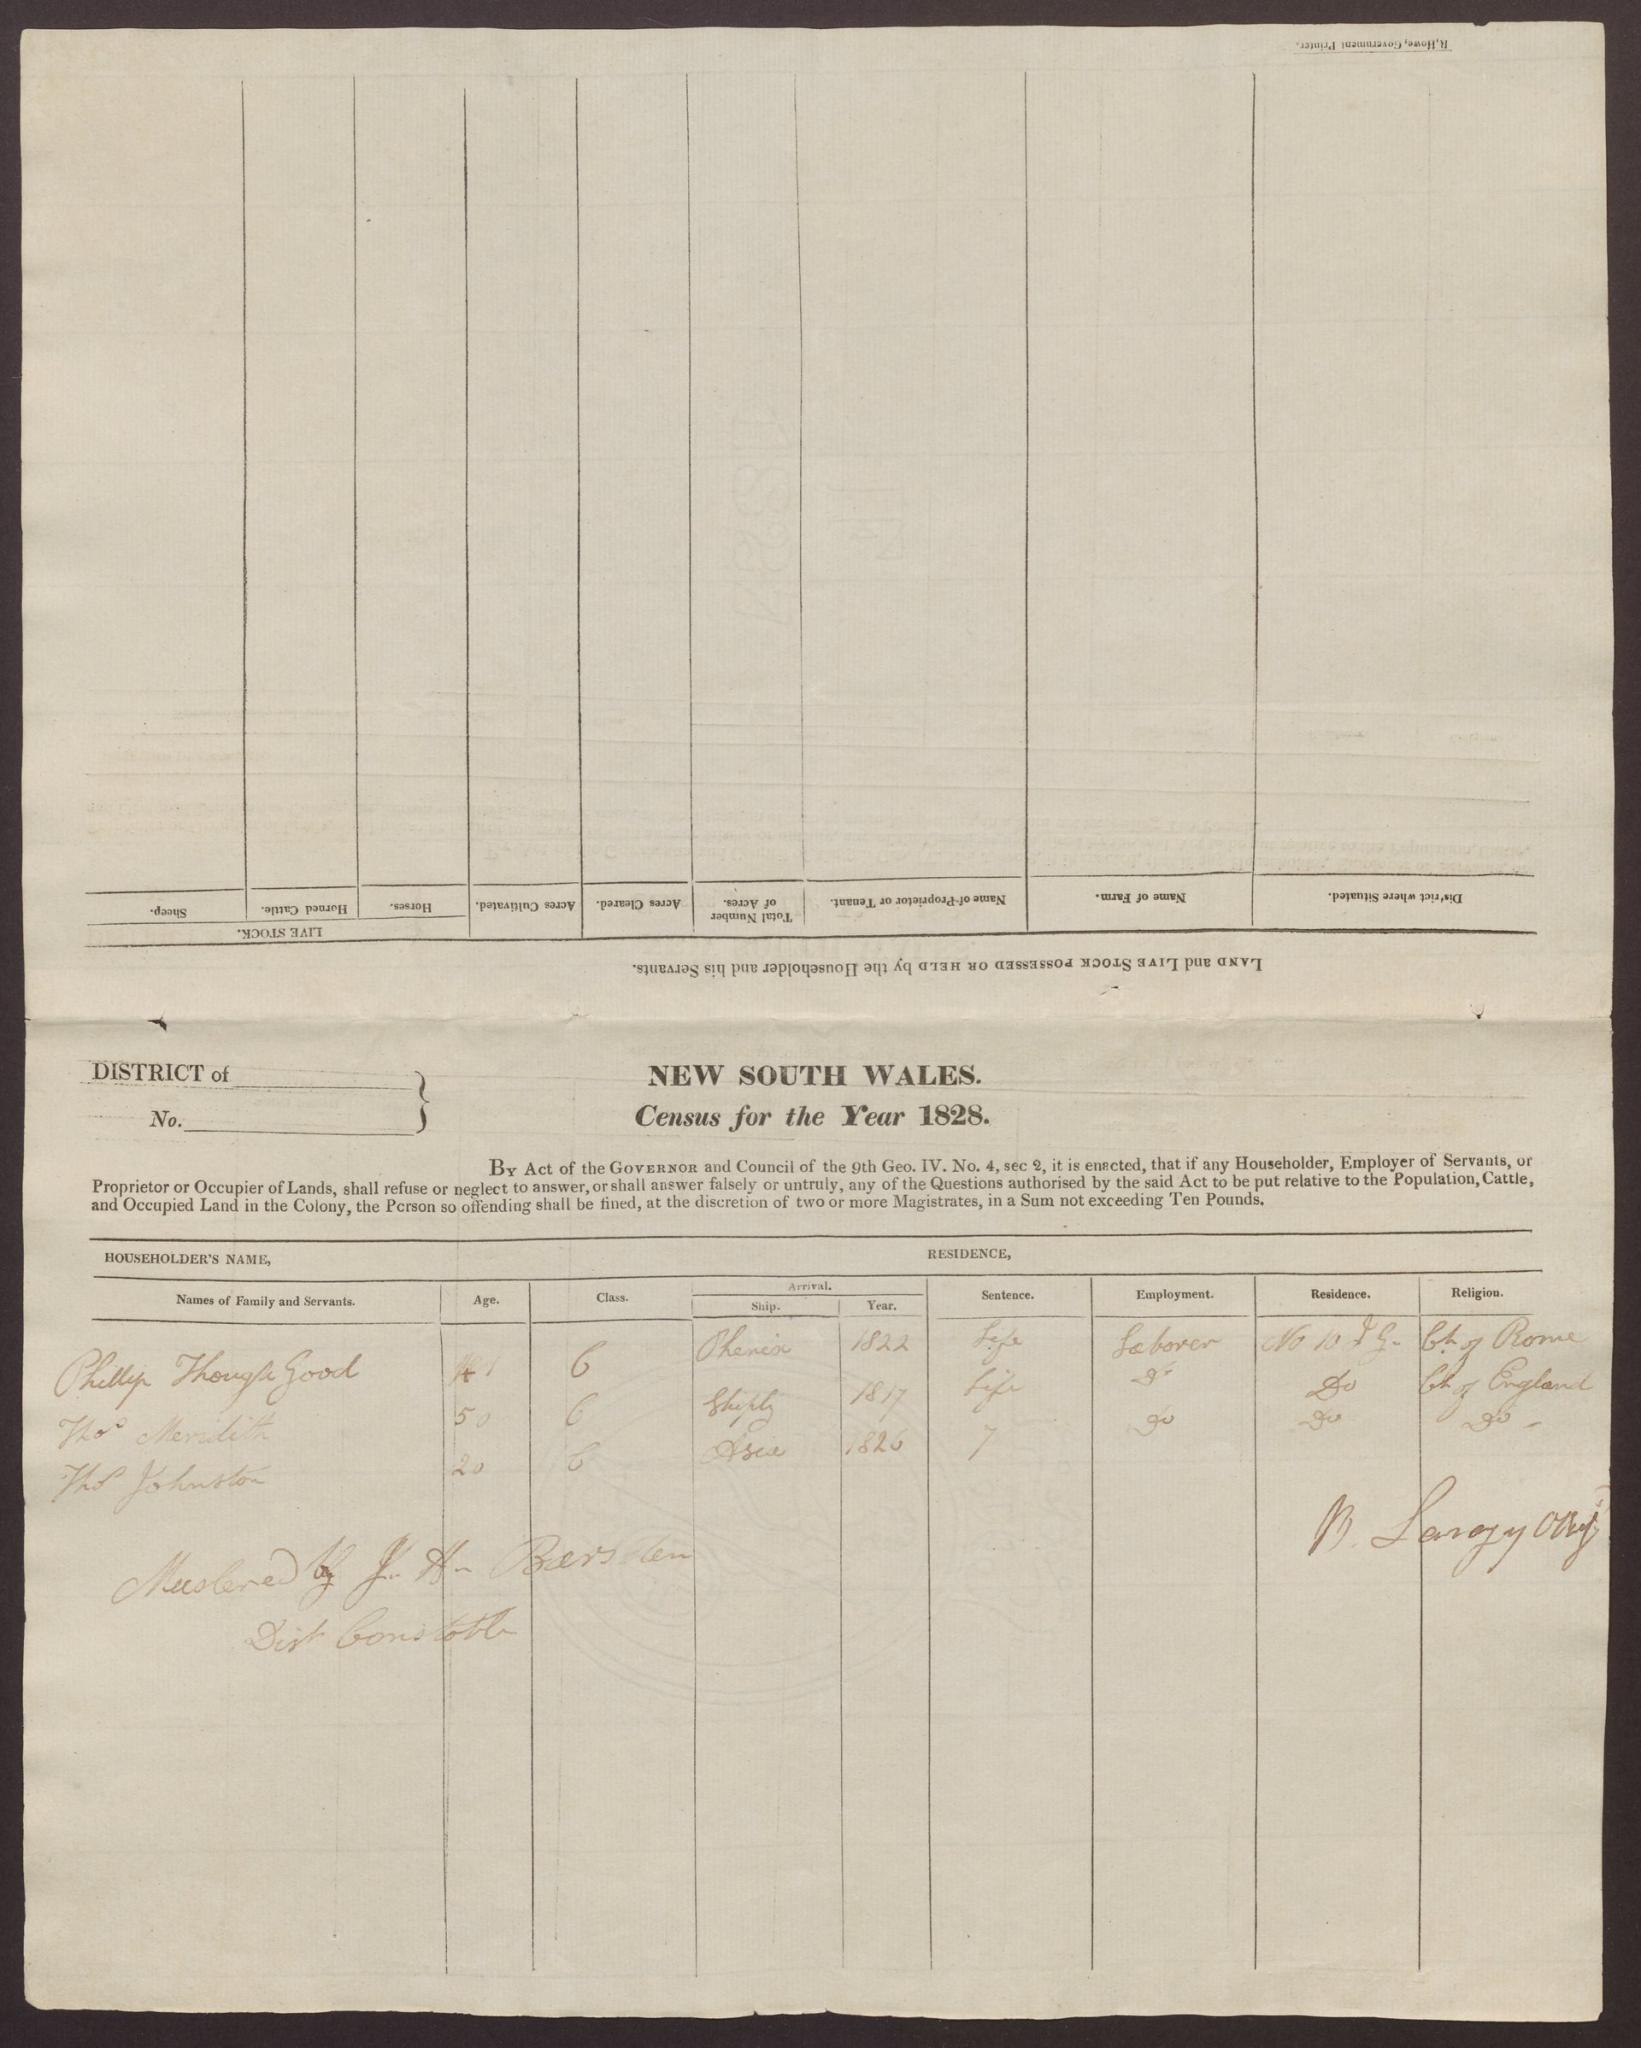 R. Howe, Government Printer.
Sheep. Horned Cattle. Horses. Acres Cultivated. Acres Cleared. Total Number of Acres. Name of Proprietor or Tenant. Name of Farm. District where Situated.
LIVE STOCK.
LAND and LIVE STOCK POSSESSED OR HELD by the Householder and his Servants.
DISTRICT of
No.
NEW SOUTH WALES.
Census for the Year 1828.
BY Act of the GOVERNOR and Council of the 9th Geo. IV. No. 4, sec 2, it is enacted, that if any Householder, Employer of Servants, or
Proprietor or Occupier of Lands, shall refuse or neglect to answer, or shall answer falsely or untruly, any of the Questions authorised by the said Act to be put relative to the Population, Cattle,
and Occupied Land in the Colony, the Person so offending shall be fined, at the discretion of two or more Magistrates, in a Sum not exceeding Ten Pounds.
HOUSEHOLDER'S NAME, RESIDENCE,
Names of Family and Servants. Age. Class. Arrival. Ship. Year. Sentence. Employment. Residence. Religion.
Phillip Though Good C Phenix 1822 Life Laborer No 10 Ch of Rome
Thos Meridith 50 C Shiply 1817 Life Do Do Ch of England
Thos Johnston 20 C Asia 1826 7 Do Do Do
Mustered by J. H. Barsden
Dist Constable